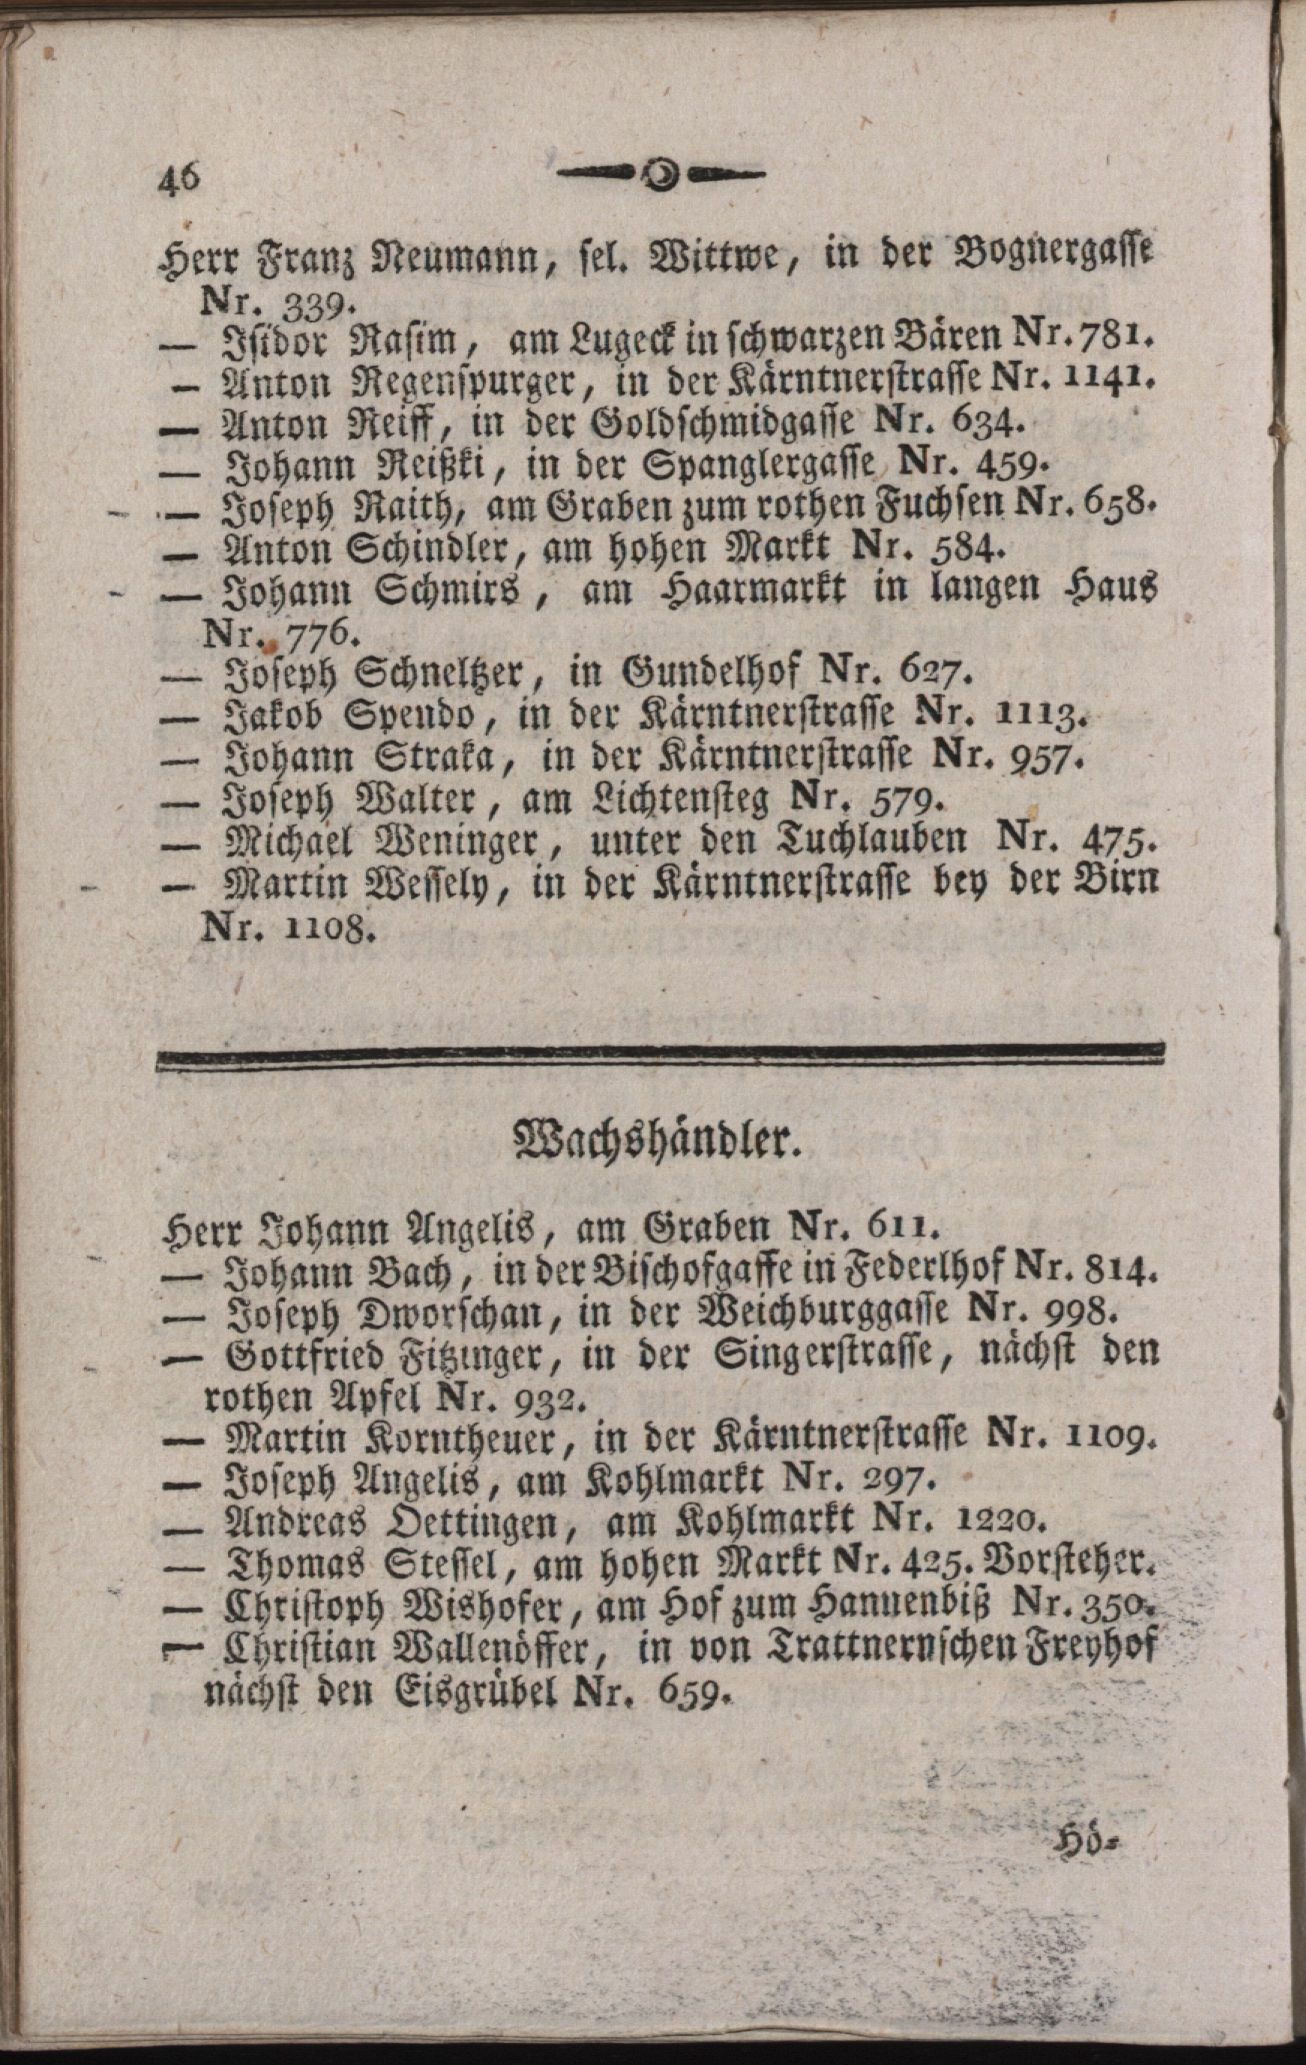 46
Herr Franz Neumann, sel. Wittwe, in der Bognergasse
Nr. 339.
— Isidor Rasim, am Lugeck in schwarzen Bären Nr. 781.
— Anton Regenspurger, in der Kärntnerstrasse Nr. 1141.
— Anton Reiff, in der Goldschmidgasse Nr. 634.
— Johann Reißki, in der Spanglergasse Nr. 459.
— Joseph Raith, am Graben zum rothen Fuchsen Nr. 658.
— Anton Schindler, am hohen Markt Nr. 584.
— Johann Schmirs, am Haarmarkt in langen Haus
Nr. 776.
— Joseph Schneltzer, in Gundelhof Nr. 627.
— Jakob Spendo, in der Kärntnerstrasse Nr. 1113.
— Johann Straka, in der Kärntnerstrasse Nr. 957.
— Joseph Walter, am Lichtensteg Nr. 579.
— Michael Weninger, unter den Tuchlauben Nr. 475.
— Martin Wessely, in der Kärntnerstrasse bey der Birn
Nr. 1108.
Wachshändler.
Herr Johann Angelis, am Graben Nr. 611.
— Johann Bach, in der Bischofgasse in Federlhof Nr. 814.
— Joseph Dworschan, in der Weichburggasse Nr. 998.
— Gottfried Fitzinger, in der Singerstrasse, nächst den
rothen Apfel Nr. 932.
— Martin Korntheuer, in der Kärntnerstrasse Nr. 1109.
— Joseph Angelis, am Kohlmarkt Nr. 297.
— Andreas Oettingen, am Kohlmarkt Nr. 1220.
— Thomas Stessel, am hohen Markt Nr. 425. Vorsteher.
— Christoph Wishofer, am Hof zum Hannenbiß Nr. 350.
— Christian Wallenöffer, in von Trattnernschen Freyhof
nächst den Eisgrübel Nr. 659.
Hö-